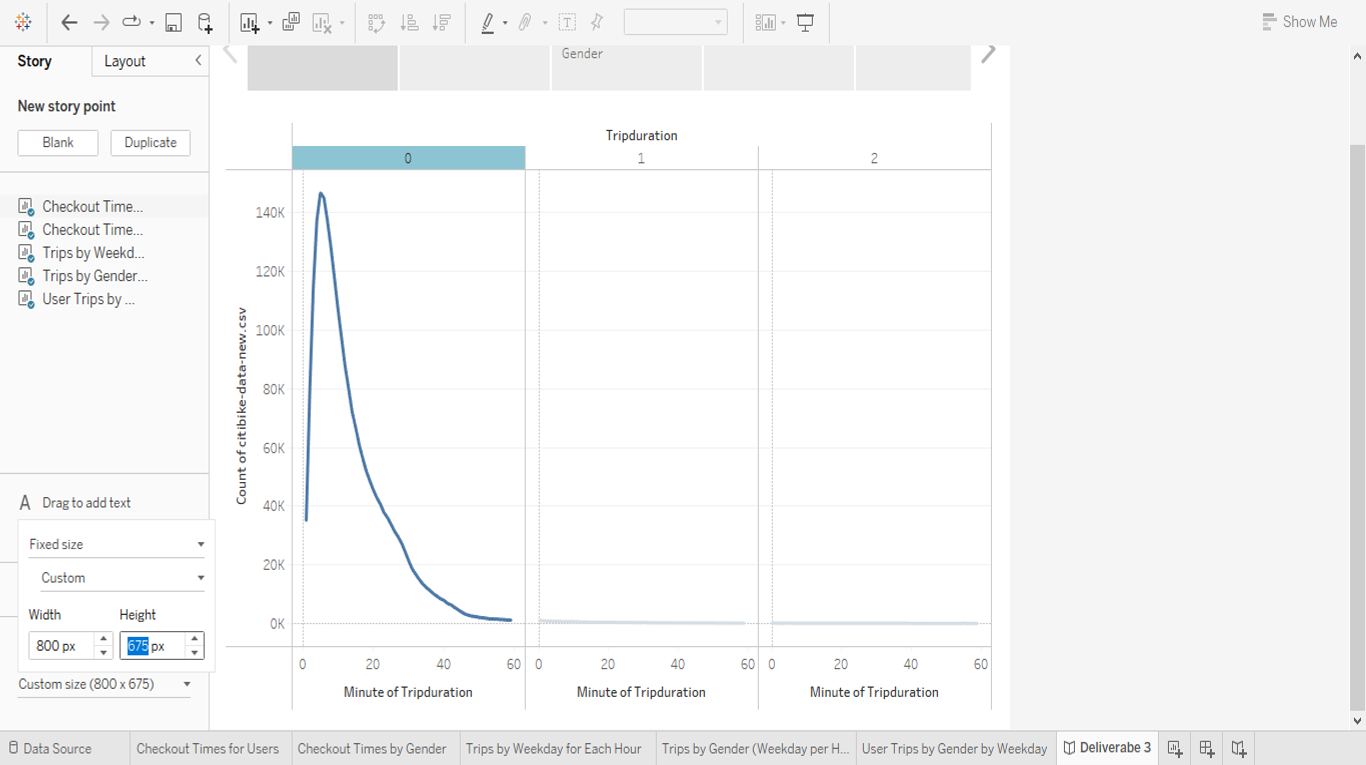 Show Me
Story
Layout
New story point
Blank
Duplicate
Checkout Time...
Checkout Time...
Trips by Weekd...
Trips by Gender...
User Trips by ...
A Drag to add text
Fixed size
Custom
Width
Height
800 px
675 px
Custom size (800 x 675)
Gender
Tripduration
0
1
2
Count of citibike-data-new.csv
140K
120K
100K
80K
60K
40K
20K
0K
0 20 40 60
0 20 40 60
0 20 40 60
Minute of Tripduration
Minute of Tripduration
Minute of Tripduration
Data Source
Checkout Times for Users
Checkout Times by Gender
Trips by Weekday for Each Hour
Trips by Gender (Weekday per H...
User Trips by Gender by Weekday
Deliverabe 3